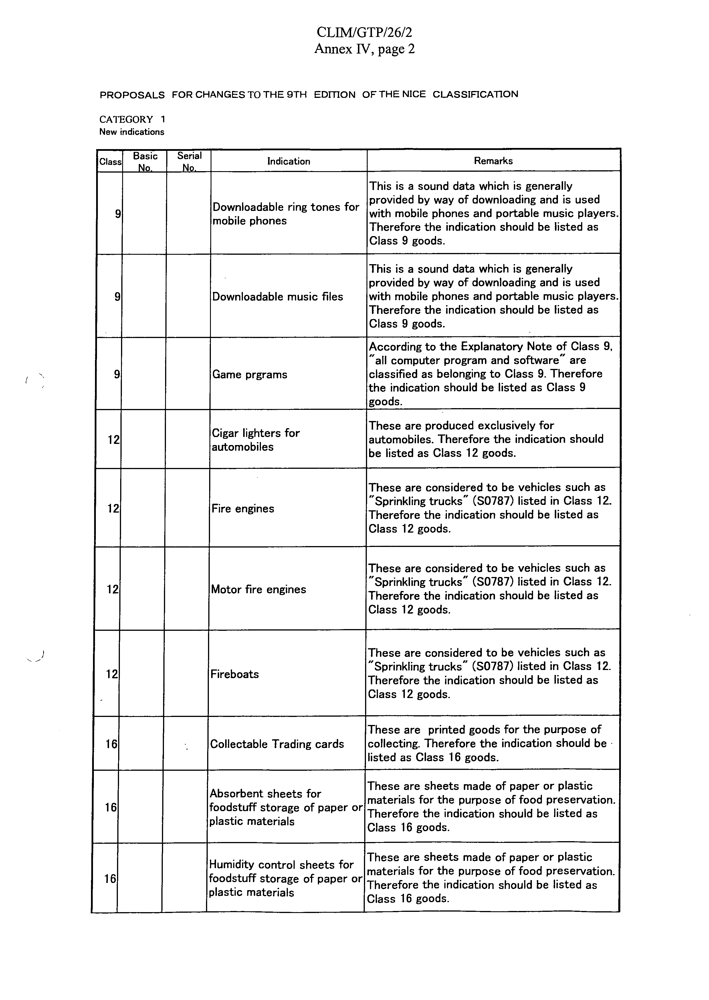 CLIM/GTP/26/2
Annex IV, page 2
PROPOSALS FOR CHANGES TO THE 9TH EDITION OF THE NICE CLASSIFICATION
CATEGORY 1
New indications
Class
Basic
No.
Serial
No.
Indication
Remarks
9
Downloadable ring tones for
mobile phones
This is a sound data which is generally
provided by way of downloading and is used
with mobile phones and portable music players.
Therefore the indication should be listed as
Class 9 goods.
9
Downloadable music files
This is a sound data which is generally
provided by way of downloading and is used
with mobile phones and portable music players.
Therefore the indication should be listed as
Class 9 goods.
9
Game prgrams
According to the Explanatory Note of Class 9,
"all computer program and software" are
classified as belonging to Class 9. Therefore
the indication should be listed as Class 9
goods.
12
Cigar lighters for
automobiles
These are produced exclusively for
automobiles. Therefore the indication should
be listed as Class 12 goods.
12
Fire engines
These are considered to be vehicles such as
"Sprinkling trucks" (S0787) listed in Class 12.
Therefore the indication should be listed as
Class 12 goods.
12
Motor fire engines
These are considered to be vehicles such as
"Sprinkling trucks" (S0787) listed in Class 12.
Therefore the indication should be listed as
Class 12 goods.
12
Fireboats
These are considered to be vehicles such as
"Sprinkling trucks" (S0787) listed in Class 12.
Therefore the indication should be listed as
Class 12 goods.
16
Collectable Trading cards
These are printed goods for the purpose of
collecting. Therefore the indication should be
listed as Class 16 goods.
16
Absorbent sheets for
foodstuff storage of paper or
plastic materials
These are sheets made of paper or plastic
materials for the purpose of food preservation.
Therefore the indication should be listed as
Class 16 goods.
16
Humidity control sheets for
foodstuff storage of paper or
plastic materials
These are sheets made of paper or plastic
materials for the purpose of food preservation.
Therefore the indication should be listed as
Class 16 goods.